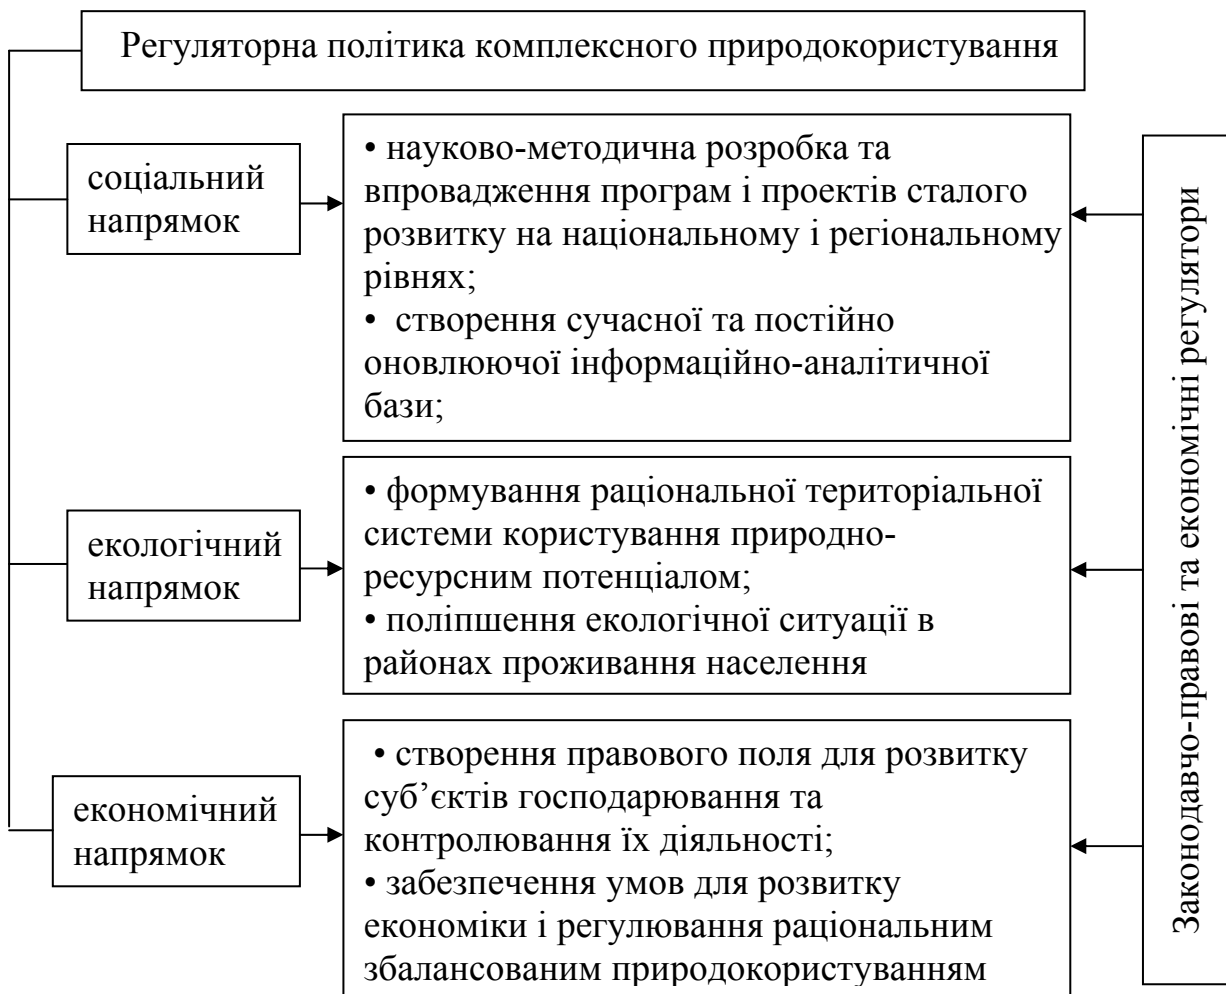 Регуляторна політика комплексного природокористування
соціальний
напрямок
• науково-методична розробка та
впровадження програм і проектів сталого
розвитку на національному і регіональному
рівнях;
• створення сучасної та постійно
оновлюючої інформаційно-аналітичної
бази;
екологічний
напрямок
• формування раціональної територіальної
системи користування природно-
ресурсним потенціалом;
• поліпшення екологічної ситуації в
районах проживання населення
економічний
напрямок
• створення правового поля для розвитку
суб’єктів господарювання та
контролювання їх діяльності;
• забезпечення умов для розвитку
економіки і регулювання раціональним
збалансованим природокористуванням
Законодавчо-правові та економічні регулятори